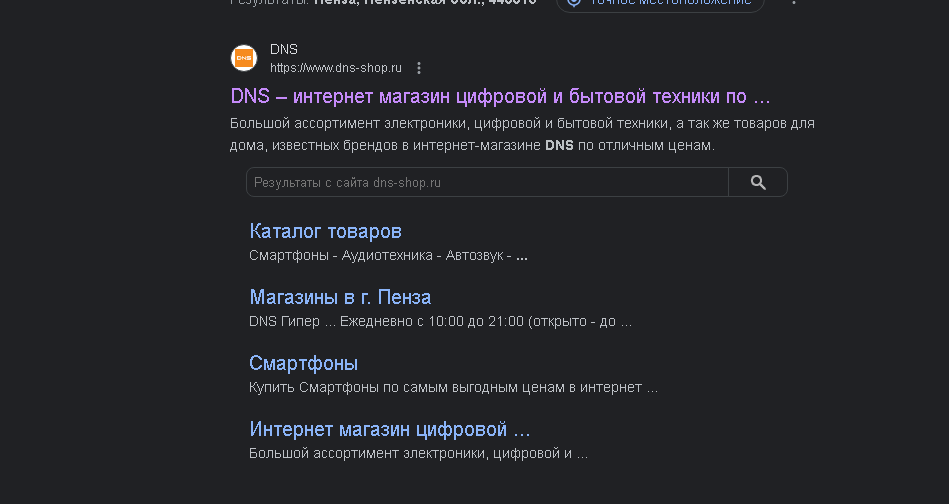 Результаты: Пенза, Пензенская обл., 440018
Точное местоположение
DNS
DNS
https://www.dns-shop.ru
DNS – интернет магазин цифровой и бытовой техники по ...
Большой ассортимент электроники, цифровой и бытовой техники, а так же товаров для
дома, известных брендов в интернет-магазине DNS по отличным ценам.
Результаты с сайта dns-shop.ru
Каталог товаров
Смартфоны - Аудиотехника - Автозвук - ...
Магазины в г. Пенза
DNS Гипер ... Ежедневно с 10:00 до 21:00 (открыто - до ...
Смартфоны
Купить Смартфоны по самым выгодным ценам в интернет ...
Интернет магазин цифровой ...
Большой ассортимент электроники, цифровой и ...